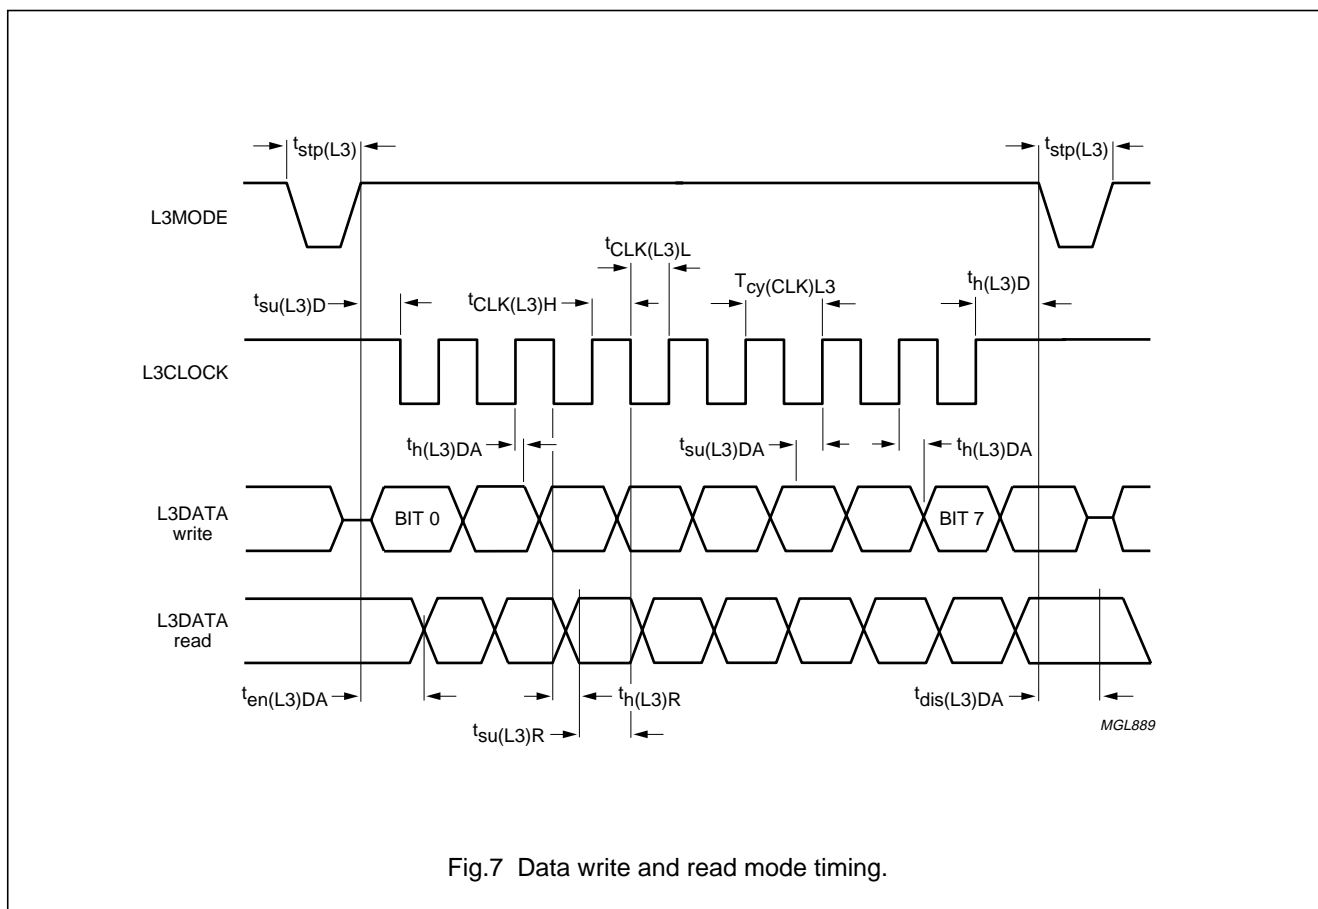 tstp(L3)
tstp(L3)
L3MODE
tCLK(L3)L
tsu(L3)D
tCLK(L3)H
Tcy(CLK)L3
th(L3)D
L3CLOCK
th(L3)DA
tsu(L3)DA
th(L3)DA
L3DATA
write
BIT 0
BIT 7
L3DATA
read
ten(L3)DA
th(L3)R
tdis(L3)DA
tsu(L3)R
MGL889
Fig.7 Data write and read mode timing.